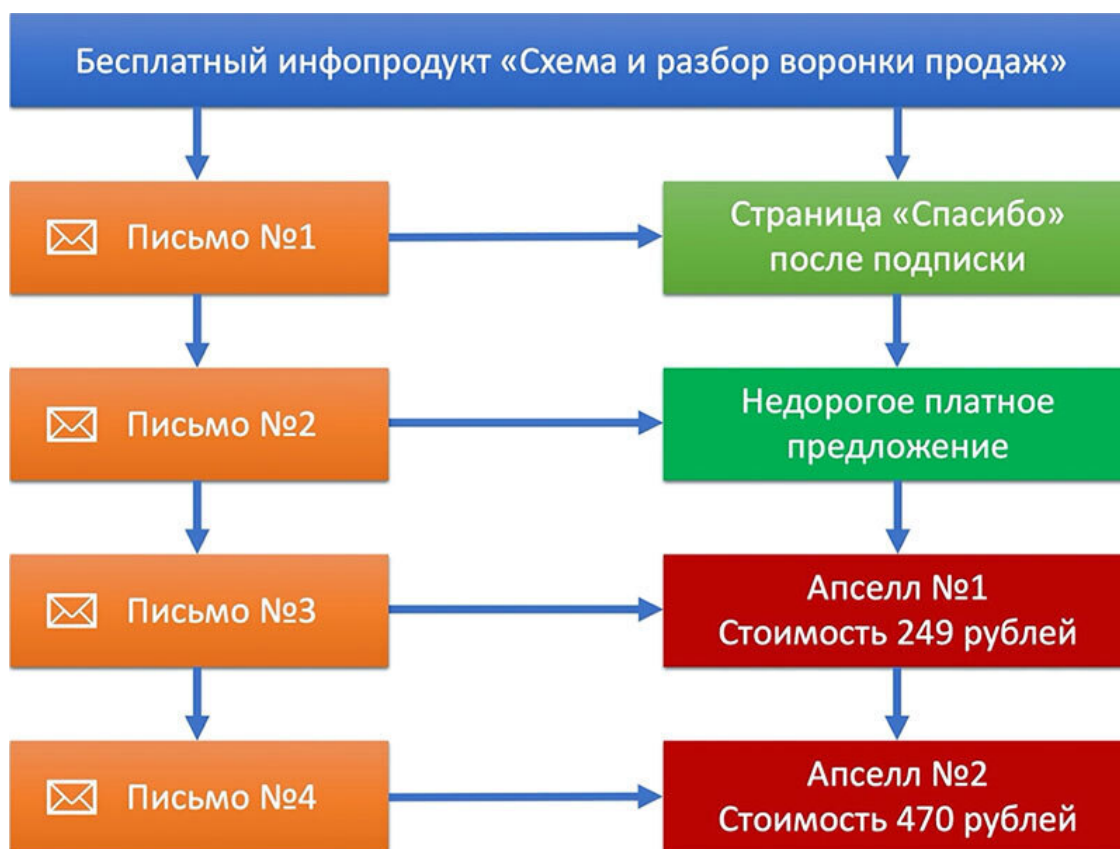 Бесплатный инфопродукт «Схема и разбор воронки продаж»
Письмо №1
Страница «Спасибо»
после подписки
Письмо №2
Недорогое платное
предложение
Письмо №3
Апселл №1
Стоимость 249 рублей
Письмо №4
Апселл №2
Стоимость 470 рублей